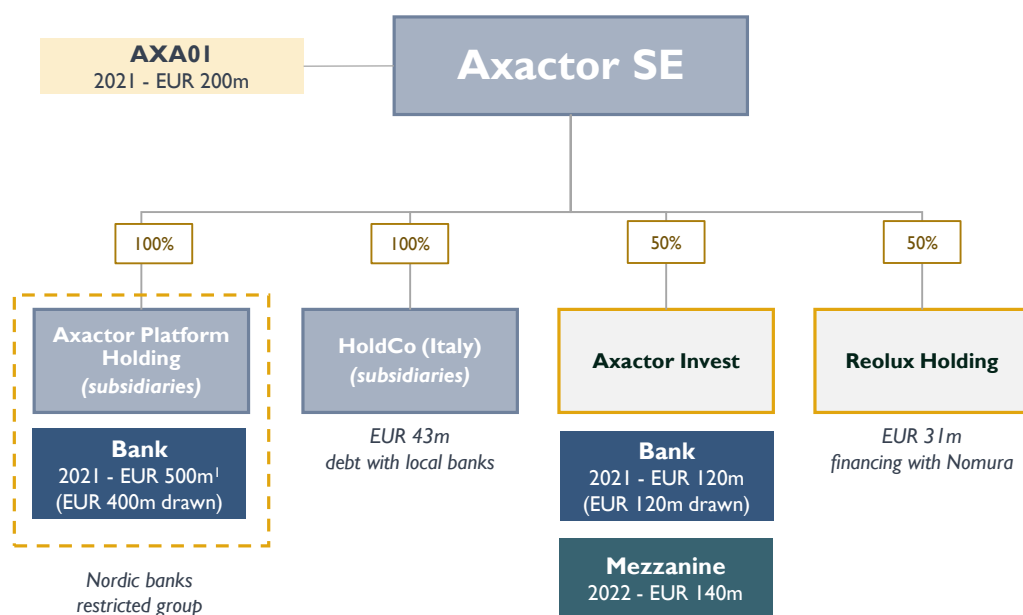 AXA01
2021 - EUR 200m
Axactor SE
100%
100%
50%
50%
Axactor Platform
Holding
(subsidiaries)
HoldCo (Italy)
(subsidiaries)
Axactor Invest
Reolux Holding
Bank
2021 - EUR 500m¹
(EUR 400m drawn)
EUR 43m
debt with local banks
Bank
2021 - EUR 120m
(EUR 120m drawn)
EUR 31m
financing with Nomura
Mezzanine
2022 - EUR 140m
Nordic banks
restricted group